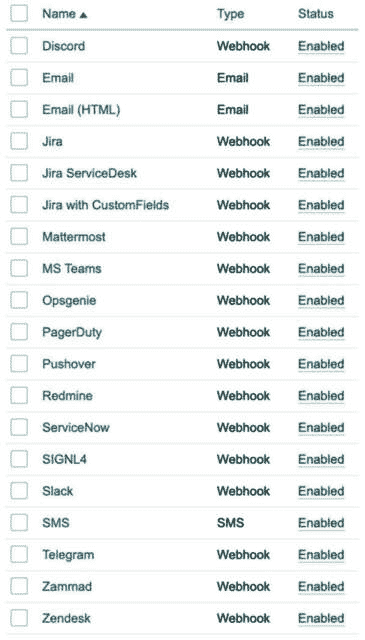 Name ▲ Type Status
Discord Webhook Enabled
Email Email Enabled
Email (HTML) Email Enabled
Jira Webhook Enabled
Jira ServiceDesk Webhook Enabled
Jira with CustomFields Webhook Enabled
Mattermost Webhook Enabled
MS Teams Webhook Enabled
Opsgenie Webhook Enabled
PagerDuty Webhook Enabled
Pushover Webhook Enabled
Redmine Webhook Enabled
ServiceNow Webhook Enabled
SIGNL4 Webhook Enabled
Slack Webhook Enabled
SMS SMS Enabled
Telegram Webhook Enabled
Zammad Webhook Enabled
Zendesk Webhook Enabled